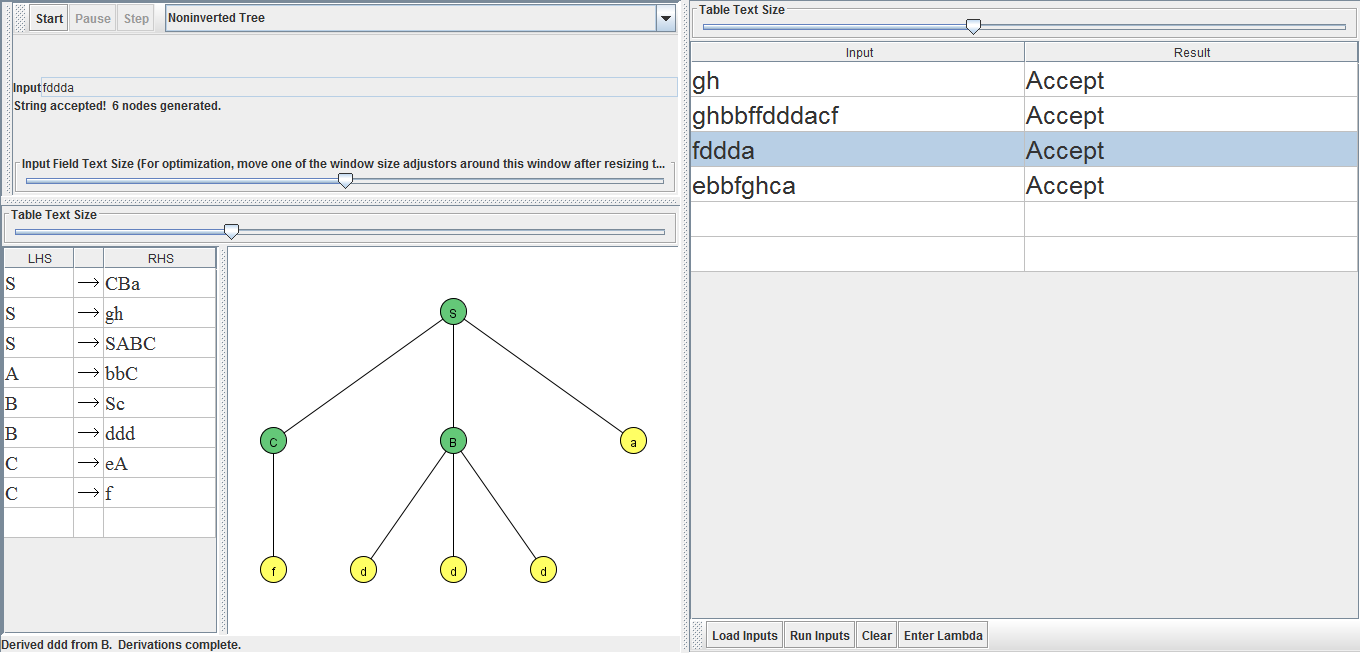 Start Pause Step Noninverted Tree
Input fddda
String accepted! 6 nodes generated.
Input Field Text Size (For optimization, move one of the window size adjustors around this window after resizing t...
Table Text Size
LHS RHS
S → CBa
S → gh
S → SABC
A → bbC
B → Sc
B → ddd
C → eA
C → f
S
C B a
f d d d
Derived ddd from B. Derivations complete.
Table Text Size
Input Result
gh Accept
ghbbffdddacf Accept
fddda Accept
ebbfghca Accept
Load Inputs Run Inputs Clear Enter Lambda